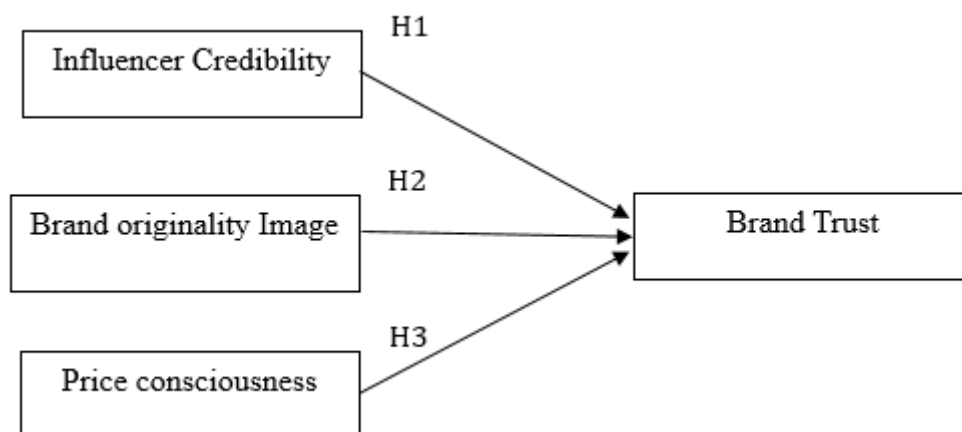 H1
Influencer Credibility
H2
Brand originality Image
Brand Trust
H3
Price consciousness